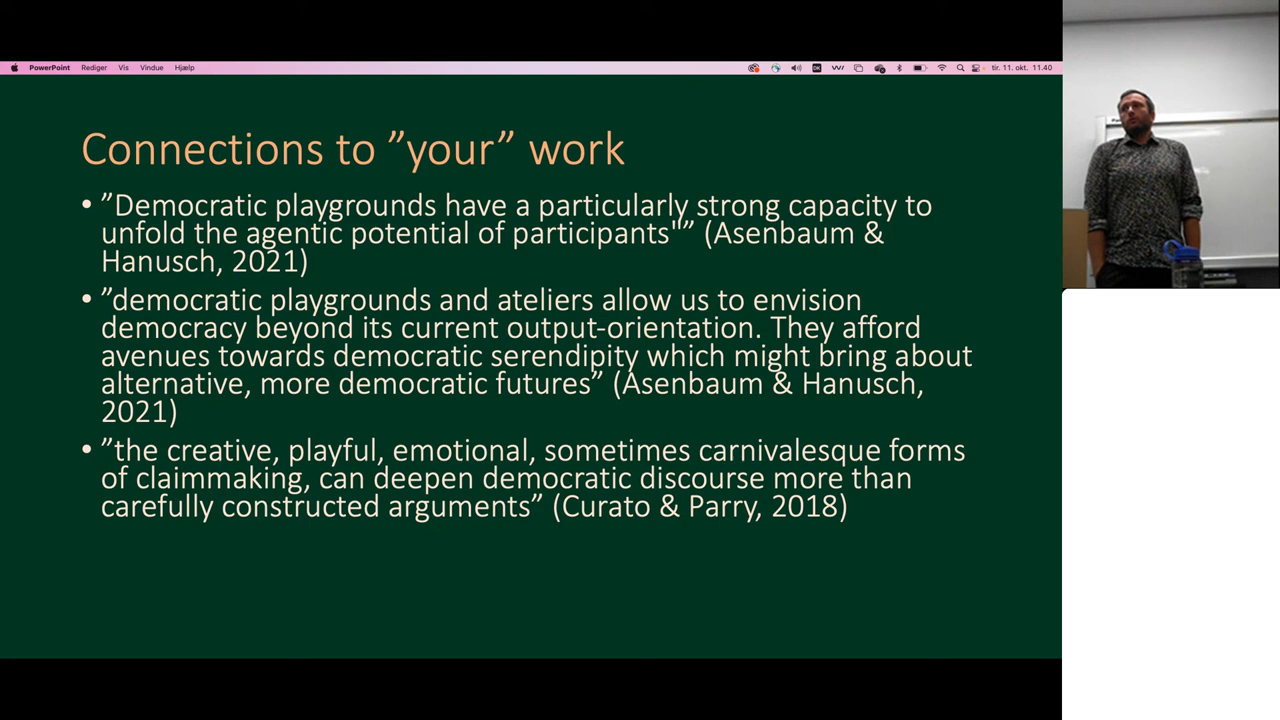 PowerPoint Rediger Vis Vindue Hjælp tir. 11. okt. 11.40
Connections to ”your” work
• ”Democratic playgrounds have a particularly strong capacity to
unfold the agentic potential of participants"” (Asenbaum &
Hanusch, 2021)
• ”democratic playgrounds and ateliers allow us to envision
democracy beyond its current output-orientation. They afford
avenues towards democratic serendipity which might bring about
alternative, more democratic futures” (Asenbaum & Hanusch,
2021)
• ”the creative, playful, emotional, sometimes carnivalesque forms
of claimmaking, can deepen democratic discourse more than
carefully constructed arguments” (Curato & Parry, 2018)